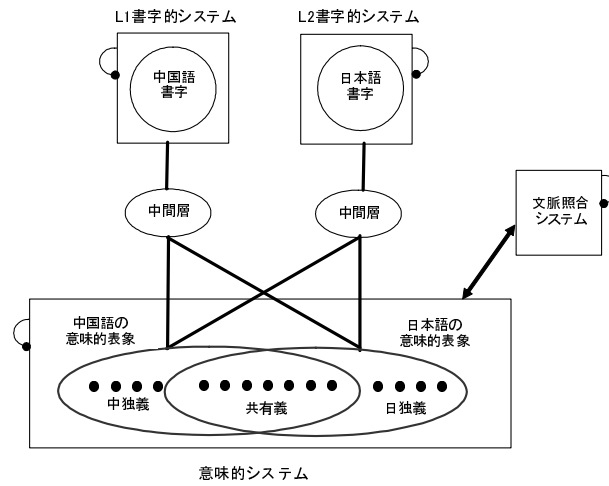 L1書字的システム
L2書字的システム
中国語
書字
日本語
書字
中間層
中間層
文脈照合
システム
中国語の
意味的表象
日本語の
意味的表象
中独義
共有義
日独義
意味的システム